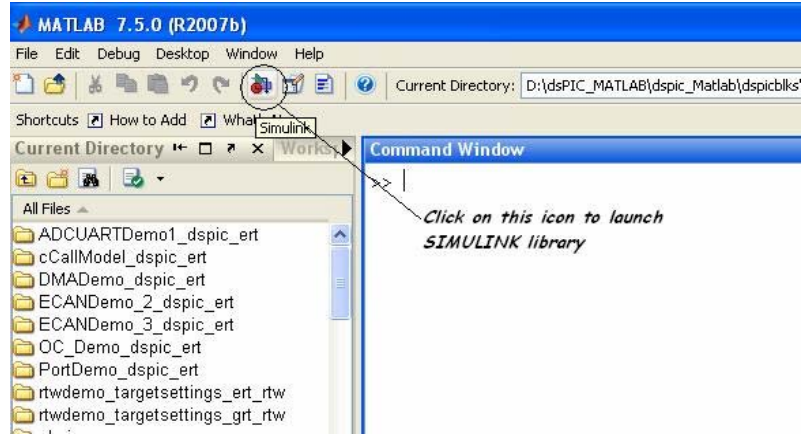 MATLAB 7.5.0 (R2007b)
File Edit Debug Desktop Window Help
Current Directory: D:\dsPIC_MATLAB\dspic_Matlab\dspicblks
Shortcuts How to Add What's
Simulink
Current Directory
Command Window
>>
All Files
Click on this icon to launch
SIMULINK library
ADCUARTDemo1_dspic_ert
cCallModel_dspic_ert
DMADemo_dspic_ert
ECANDemo_2_dspic_ert
ECANDemo_3_dspic_ert
OC_Demo_dspic_ert
PortDemo_dspic_ert
rtwdemo_targetsettings_ert_rtw
rtwdemo_targetsettings_grt_rtw